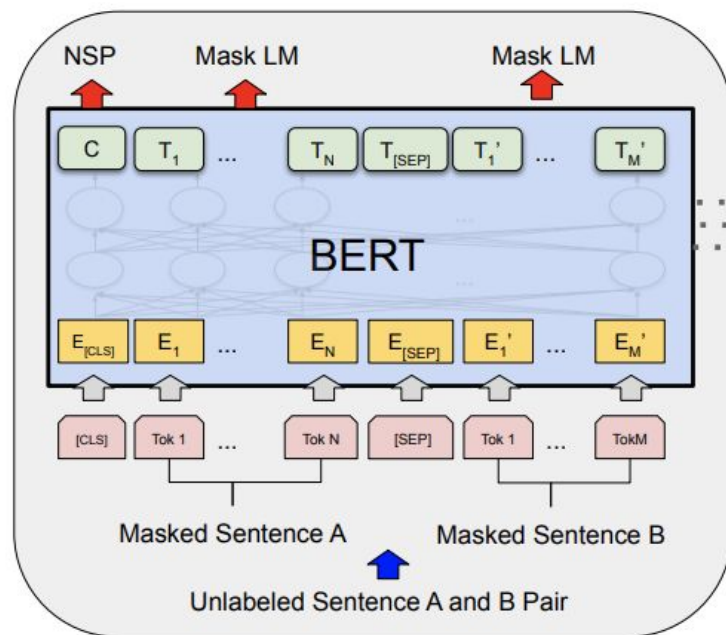 NSP Mask LM Mask LM
C T1 ... TN T[SEP] T1' ... TM'
...
BERT
...
E[CLS] E1 ... EN E[SEP] E1' ... EM'
[CLS] Tok 1 ... Tok N [SEP] Tok 1 ... TokM
Masked Sentence A Masked Sentence B
Unlabeled Sentence A and B Pair